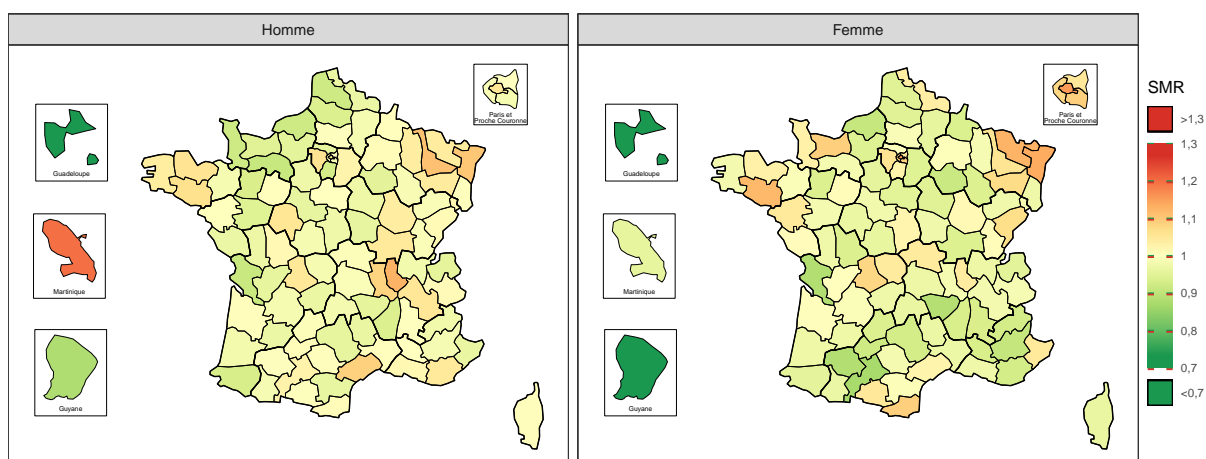 Homme
Femme
Paris et
Proche Couronne
Guadeloupe
Martinique
Guyane
Paris et
Proche Couronne
Guadeloupe
Martinique
Guyane
SMR
>1,3
1,3
1,2
1,1
1
0,9
0,8
0,7
<0,7